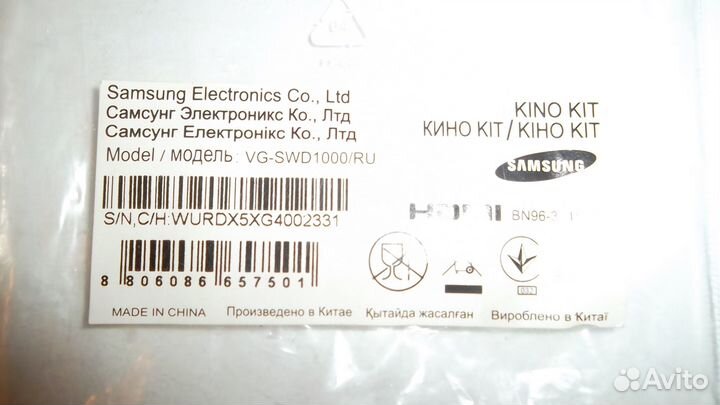 Samsung Electronics Co., Ltd
Самсунг Электроникс Ко., Лтд
Самсунг Електронікс Ко., Лтд
Model / модель: VG-SWD1000/RU
KINO KIT
КИНО KIT / КІНО KIT
SAMSUNG
S/N,C/H:WURDX5XG4002331
HDMI
8 806086 657501
032
MADE IN CHINA Произведено в Китае Қытайда жасалған Вироблено в Китаї
Avito